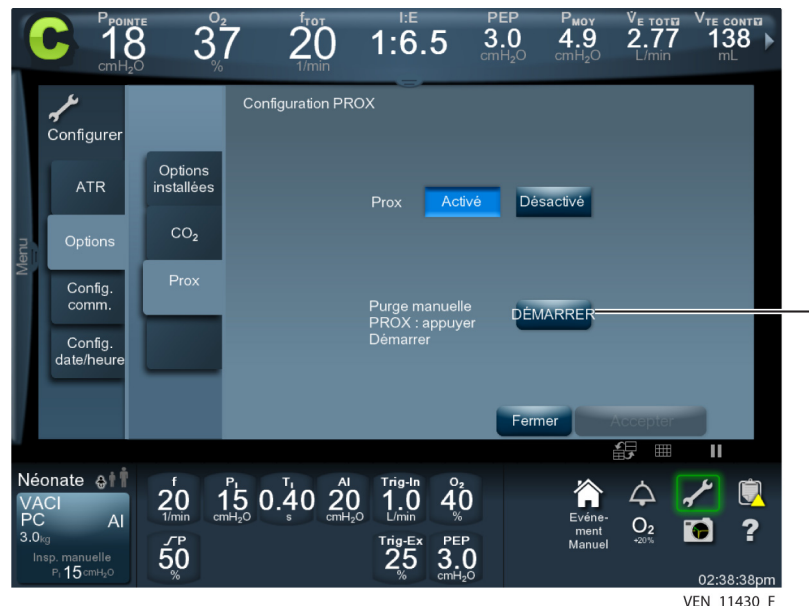 C
PPOINTE O2 fTOT I:E PEP PMOY V̇E TOT VTE CONT
18 37 20 1:6.5 3.0 4.9 2.77 138
cmH2O % 1/min cmH2O cmH2O L/min mL
Menu
Configurer
ATR
Options
Config.
comm.
Config.
date/heure
Options
installées
CO2
Prox
Configuration PROX
Prox Activé Désactivé
Purge manuelle
PROX : appuyer
Démarrer
DÉMARRER
Fermer Accepter
Néonate
VACI
PC AI
3.0kg
Insp. manuelle
PI 15 cmH2O
f PI TI AI Trig-In O2
20 15 0.40 20 1.0 40
1/min cmH2O s cmH2O L/min %
P Trig-Ex PEP
50 25 3.0
% % cmH2O
Événe-
ment
Manuel
O2
+20%
?
02:38:38pm
VEN_11430_F